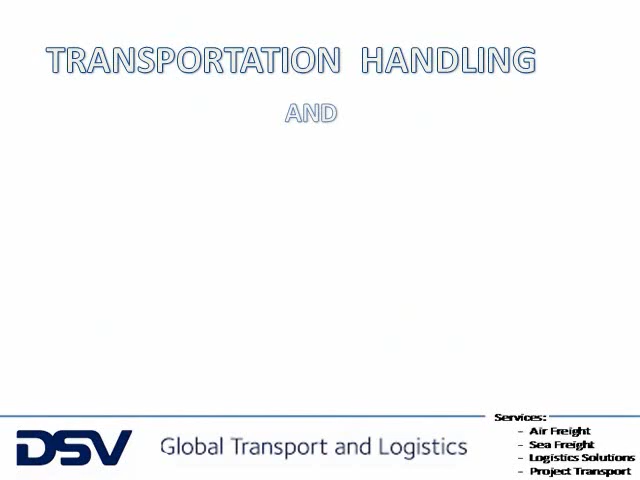 TRANSPORTATION HANDLING
AND
Services:
- Air Freight
- Sea Freight
- Logistics Solutions
- Project Transport
DSV Global Transport and Logistics